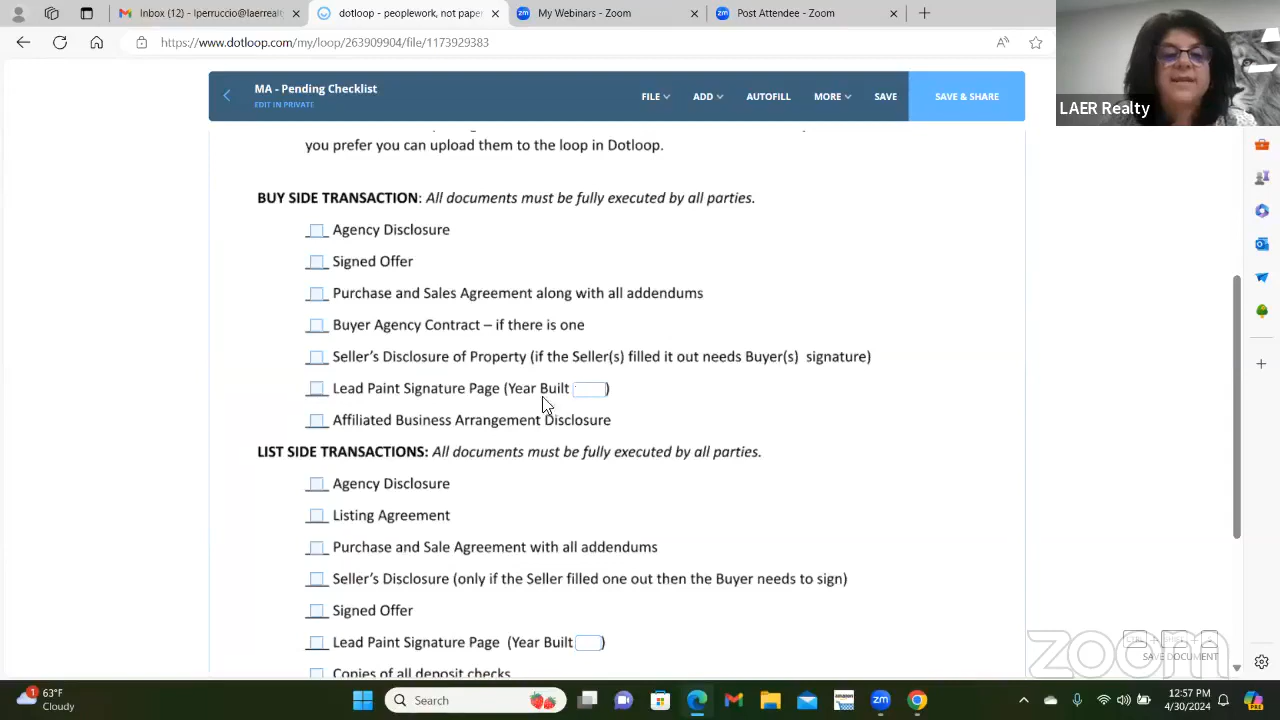 Inbox (2) - lperruccio@laerrealt
dotloop - peoplework, not paper
My Webinars - Zoom
Post Attendee - Zoom
https://www.dotloop.com/my/loop/263909904/file/1173929383
LAER Realty
MA - Pending Checklist
EDIT IN PRIVATE
FILE
ADD
AUTOFILL
MORE
SAVE
SAVE & SHARE
you prefer you can upload them to the loop in Dotloop.
BUY SIDE TRANSACTION: All documents must be fully executed by all parties.
Agency Disclosure
Signed Offer
Purchase and Sales Agreement along with all addendums
Buyer Agency Contract – if there is one
Seller's Disclosure of Property (if the Seller(s) filled it out needs Buyer(s) signature)
Lead Paint Signature Page (Year Built )
Affiliated Business Arrangement Disclosure
LIST SIDE TRANSACTIONS: All documents must be fully executed by all parties.
Agency Disclosure
Listing Agreement
Purchase and Sale Agreement with all addendums
Seller's Disclosure (only if the Seller filled one out then the Buyer needs to sign)
Signed Offer
Lead Paint Signature Page (Year Built )
Copies of all deposit checks
zoom
SAVE DOCUMENT
1
63°F
Cloudy
Search
12:57 PM
4/30/2024